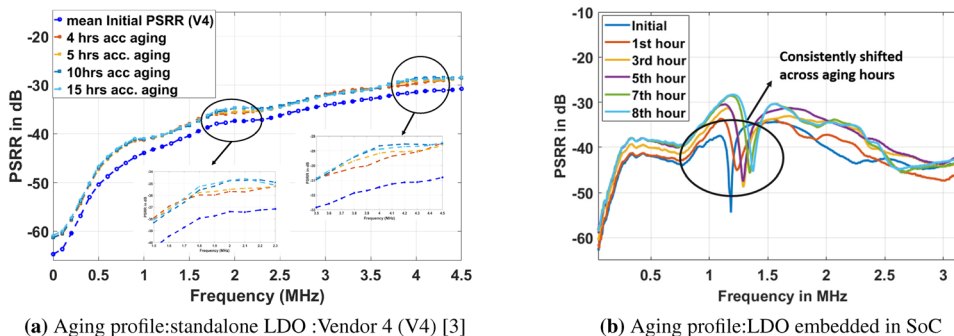 -20
-30
-40
-50
-60
PSRR in dB
mean Initial PSRR (V4)
4 hrs acc aging
5 hrs acc aging
10hrs acc aging
15 hrs acc. aging
Frequency (MHz)
Frequency (MHz)
0 0.5 1 1.5 2 2.5 3 3.5 4 4.5
Frequency (MHz)
(a) Aging profile:standalone LDO :Vendor 4 (V4) [3]
-10
-20
-30
-40
-50
-60
PSRR in dB
Initial
1st hour
3rd hour
5th hour
7th hour
8th hour
Consistently shifted
across aging hours
0.5 1 1.5 2 2.5 3
Frequency in MHz
(b) Aging profile:LDO embedded in SoC